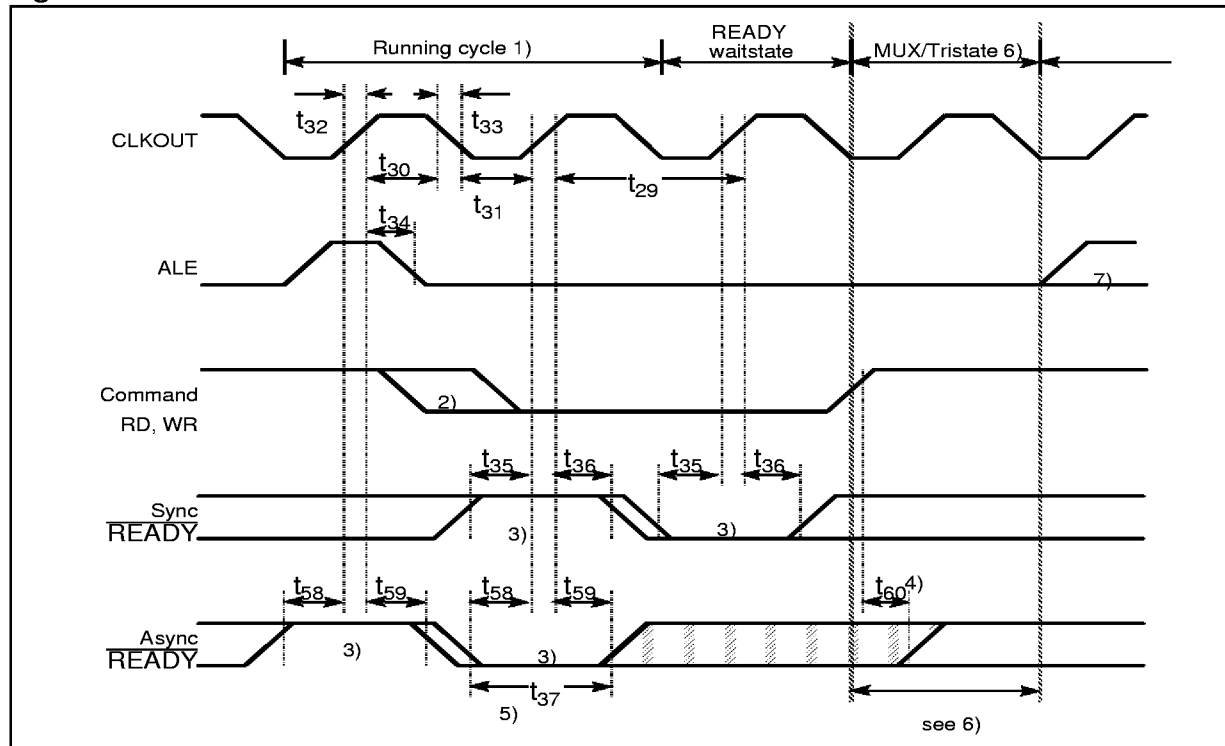 Running cycle 1)
READY
waitstate
MUX/Tristate 6)
CLKOUT
t32
t33
t30
t31
t29
t34
ALE
7)
Command
RD, WR
2)
t35
t36
t35
t36
Sync
READY
3)
3)
t58
t59
t58
t59
t60 4)
Async
READY
3)
3)
t37
5)
see 6)